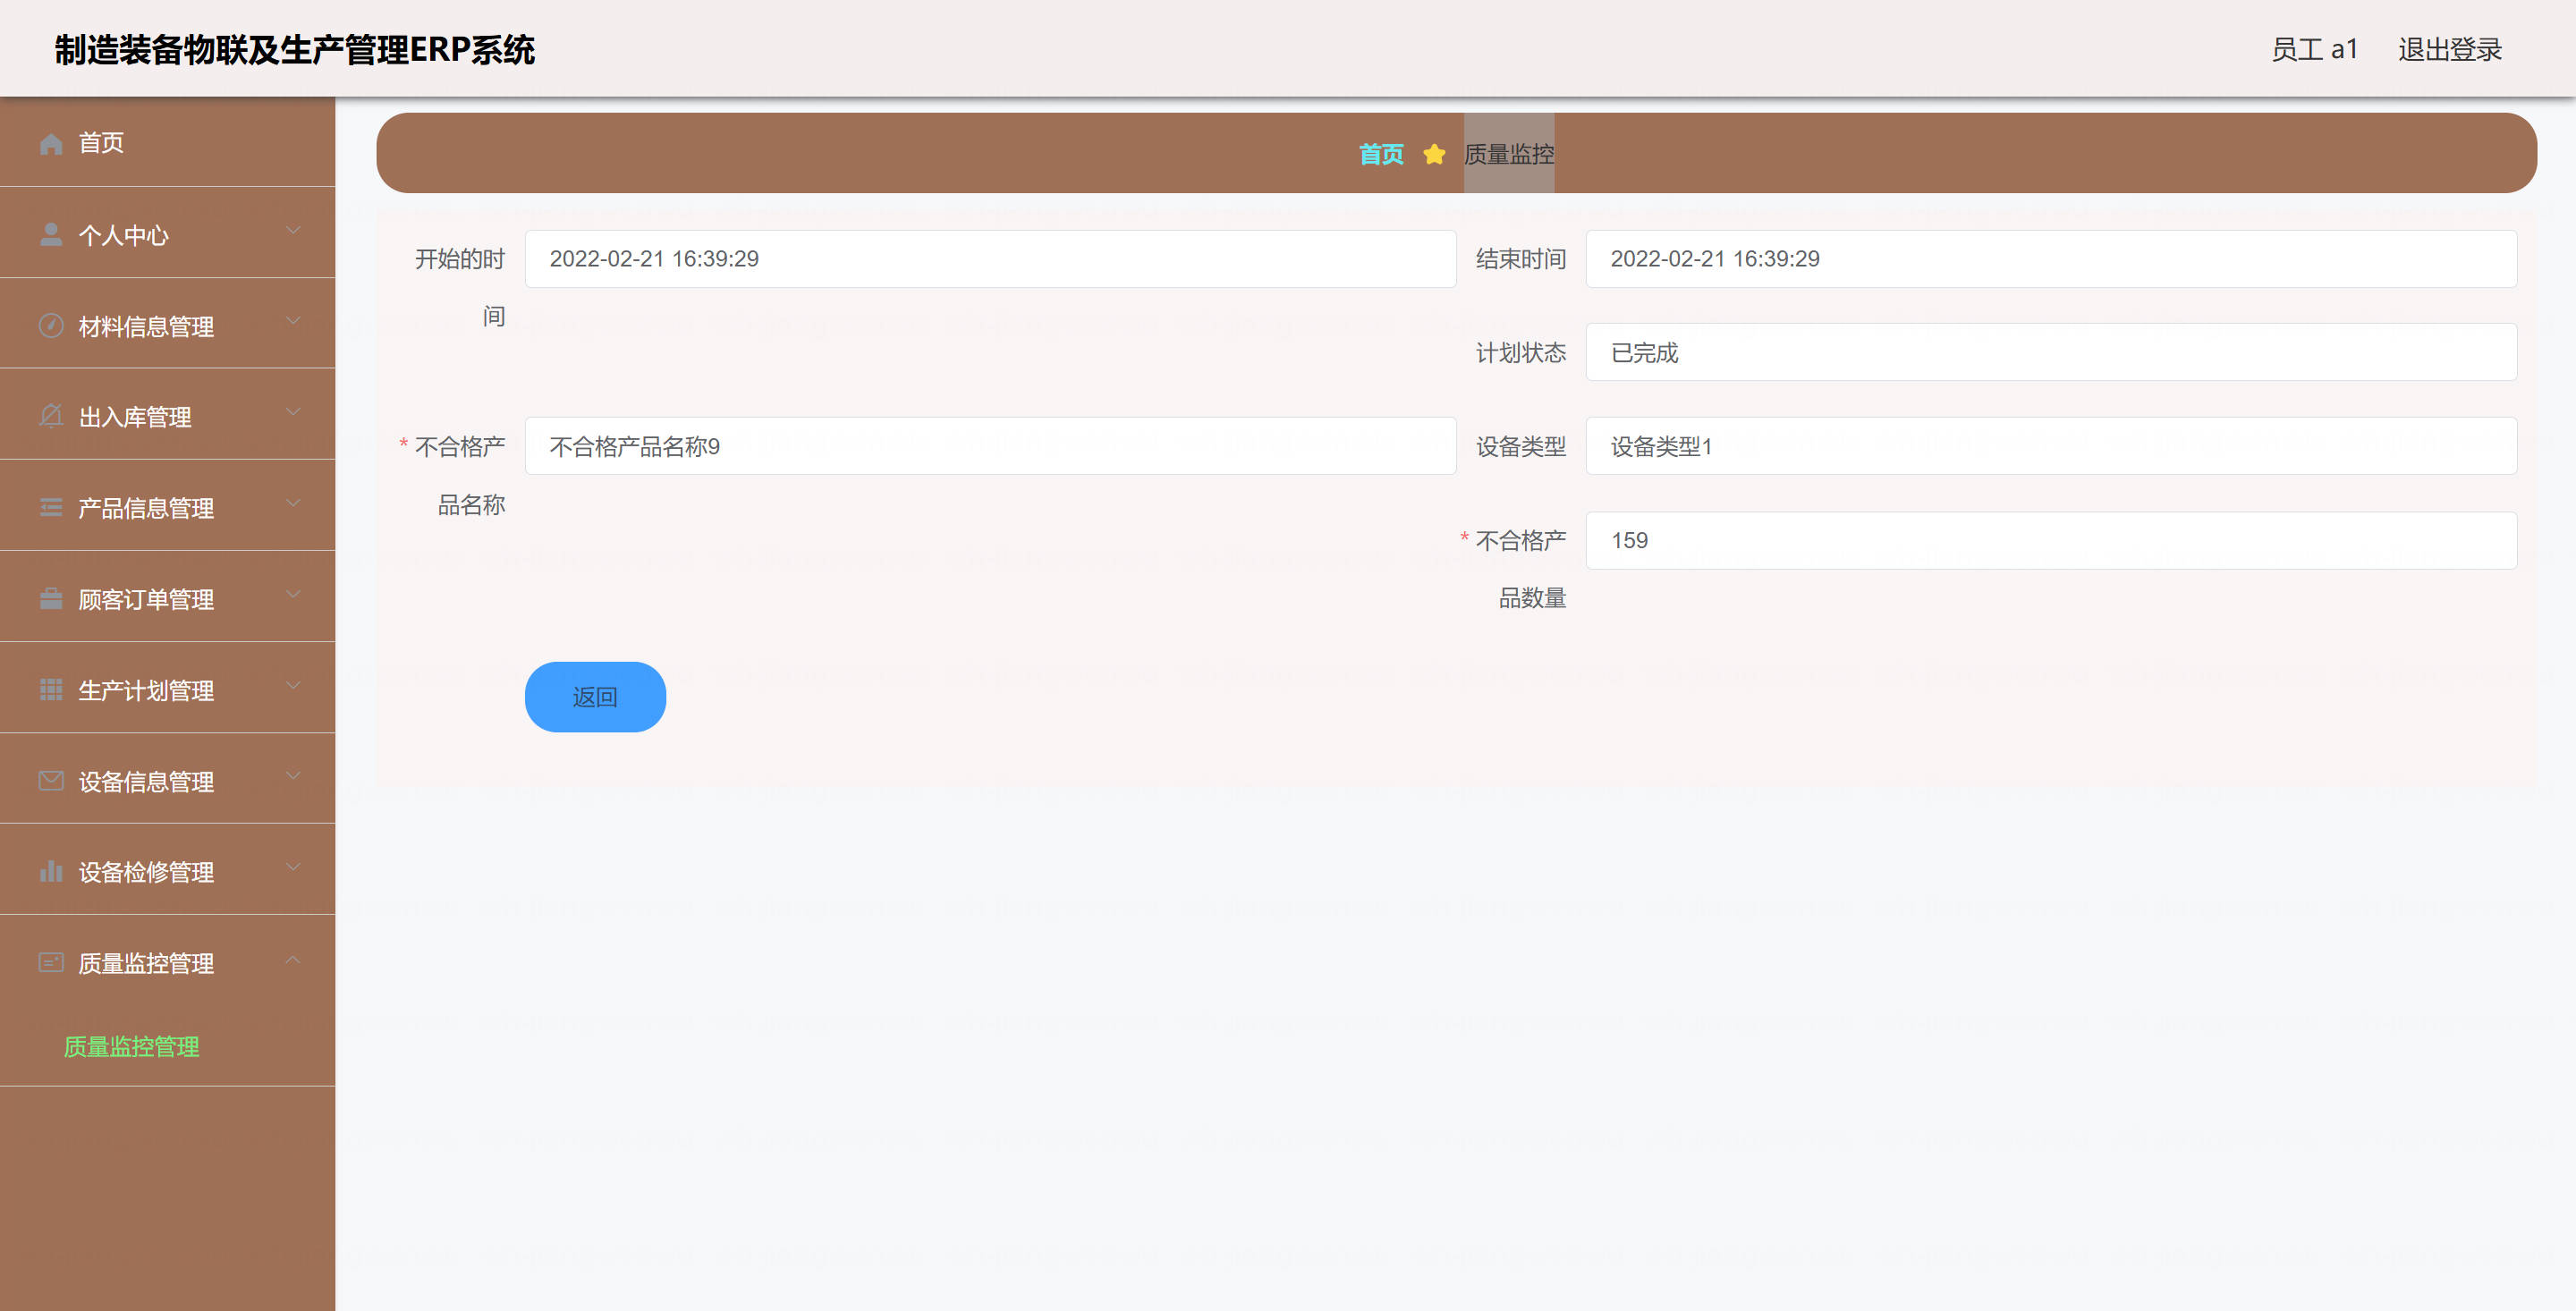 制造装备物联及生产管理ERP系统
员工 a1
退出登录
首页
个人中心
材料信息管理
出入库管理
产品信息管理
顾客订单管理
生产计划管理
设备信息管理
设备检修管理
质量监控管理
质量监控管理
首页 质量监控
开始的时
间
2022-02-21 16:39:29
结束时间
2022-02-21 16:39:29
计划状态
已完成
* 不合格产
品名称
不合格产品名称9
设备类型
设备类型1
* 不合格产
品数量
159
返回